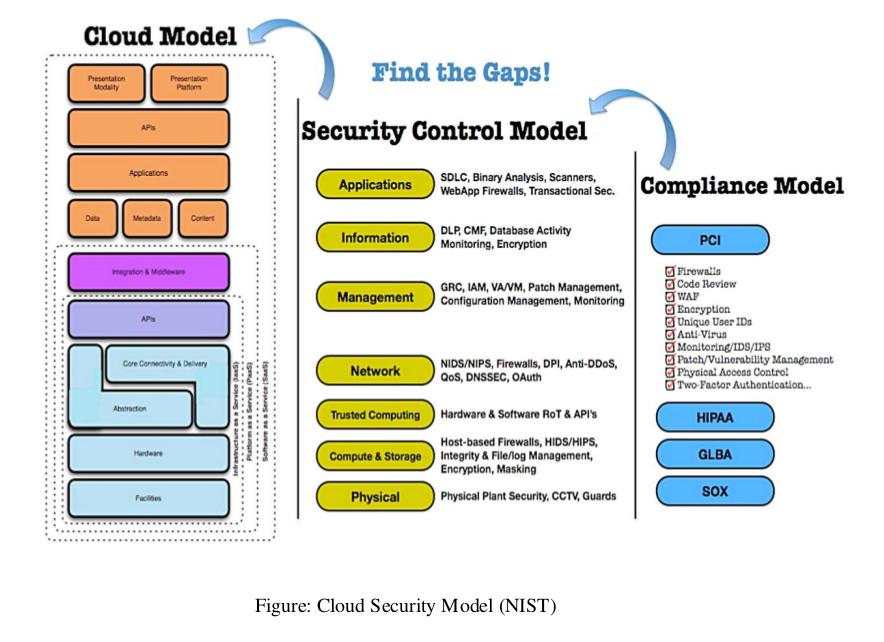 Cloud Model
Find the Gaps!
Presentation
Modality
Presentation
Platform
APIs
Applications
Data
Metadata
Content
Integration & Middleware
APIs
Core Connectivity & Delivery
Abstraction
Hardware
Facilities
Infrastructure as a Service (IaaS)
Platform as a Service (PaaS)
Software as a Service (SaaS)
Security Control Model
Applications
SDLC, Binary Analysis, Scanners,
WebApp Firewalls, Transactional Sec.
Information
DLP, CMF, Database Activity
Monitoring, Encryption
Management
GRC, IAM, VA/VM, Patch Management,
Configuration Management, Monitoring
Network
NIDS/NIPS, Firewalls, DPI, Anti-DDoS,
QoS, DNSSEC, OAuth
Trusted Computing
Hardware & Software RoT & API's
Compute & Storage
Host-based Firewalls, HIDS/HIPS,
Integrity & File/log Management,
Encryption, Masking
Physical
Physical Plant Security, CCTV, Guards
Compliance Model
PCI
Firewalls
Code Review
WAF
Encryption
Unique User IDs
Anti-Virus
Monitoring/IDS/IPS
Patch/Vulnerability Management
Physical Access Control
Two-Factor Authentication...
HIPAA
GLBA
SOX
Figure: Cloud Security Model (NIST)